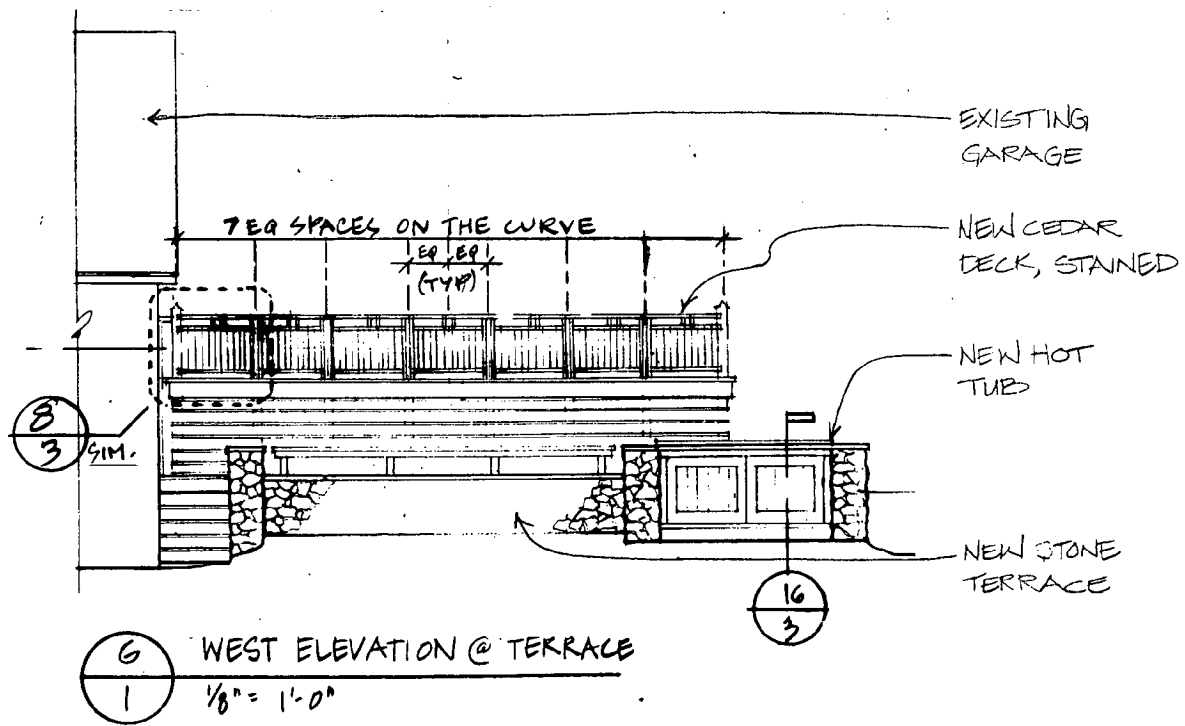 EXISTING
GARAGE
7 EQ SPACES ON THE CURVE
EQ EQ
(TYP)
NEW CEDAR
DECK, STAINED
NEW HOT
TUB
8
3
SIM.
NEW STONE
TERRACE
16
3
6
1
WEST ELEVATION @ TERRACE
1/8" = 1'-0"